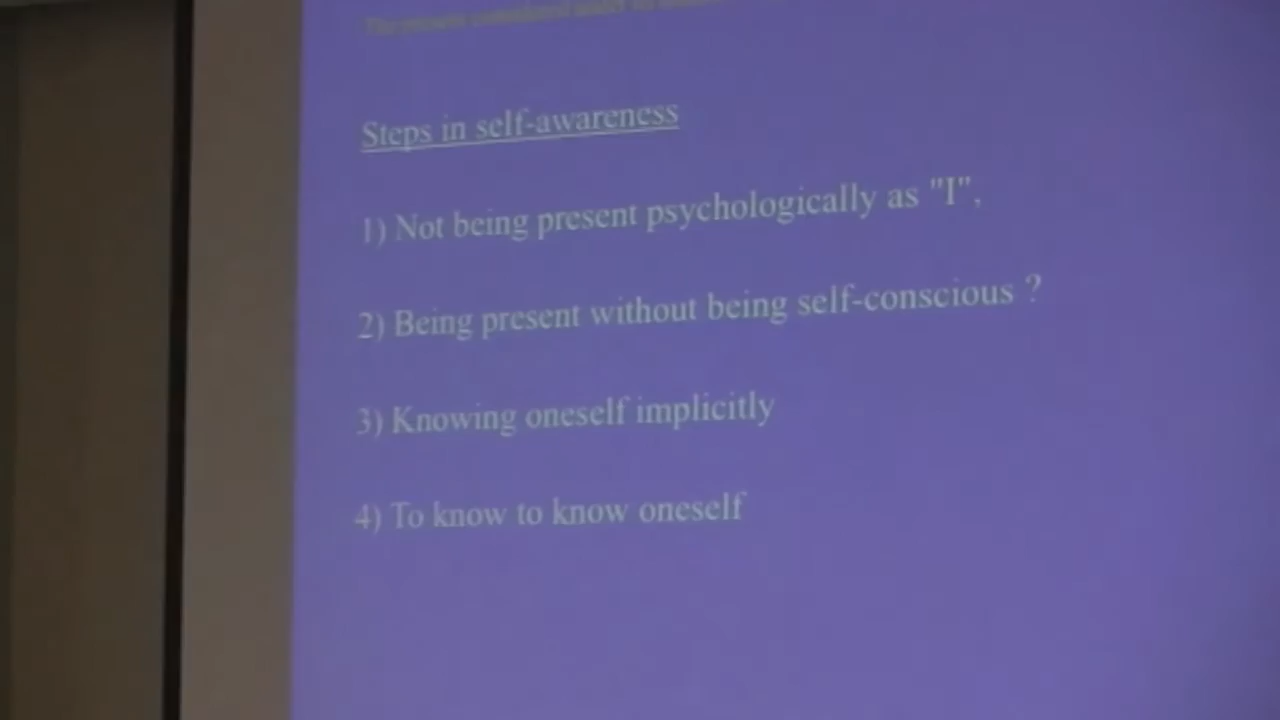 Steps in self-awareness
1) Not being present psychologically as "I",
2) Being present without being self-conscious ?
3) Knowing oneself implicitly
4) To know to know oneself